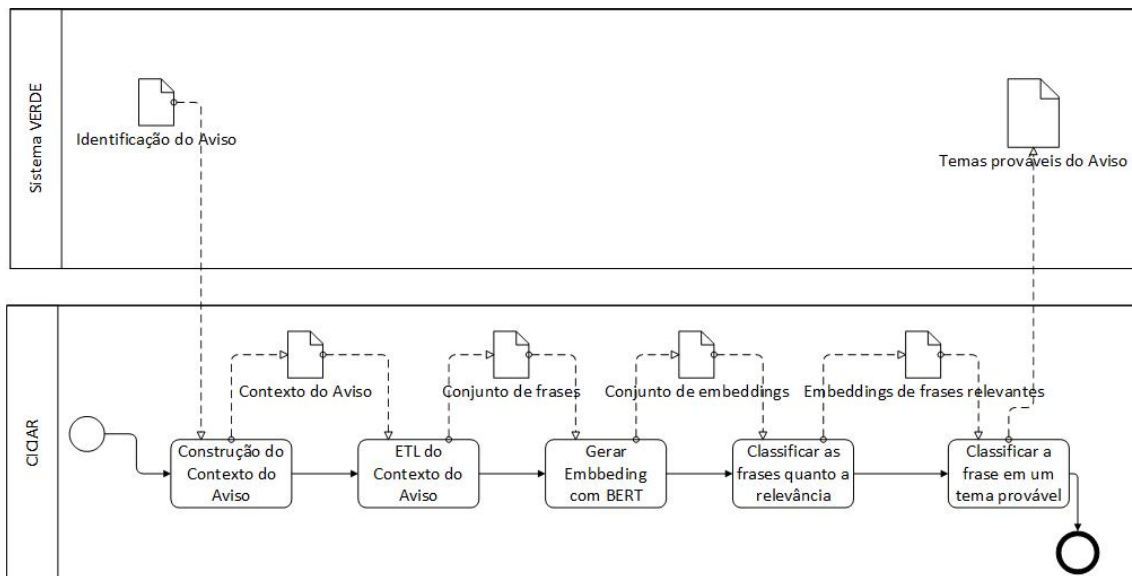 Sistema VERDE
Identificação do Aviso
Temas prováveis do Aviso
CICIAR
Contexto do Aviso
Conjunto de frases
Conjunto de embeddings
Embeddings de frases relevantes
Construção do
Contexto do
Aviso
ETL do
Contexto do
Aviso
Gerar
Embbeding
com BERT
Classificar as
frases quanto a
relevância
Classificar a
frase em um
tema provável